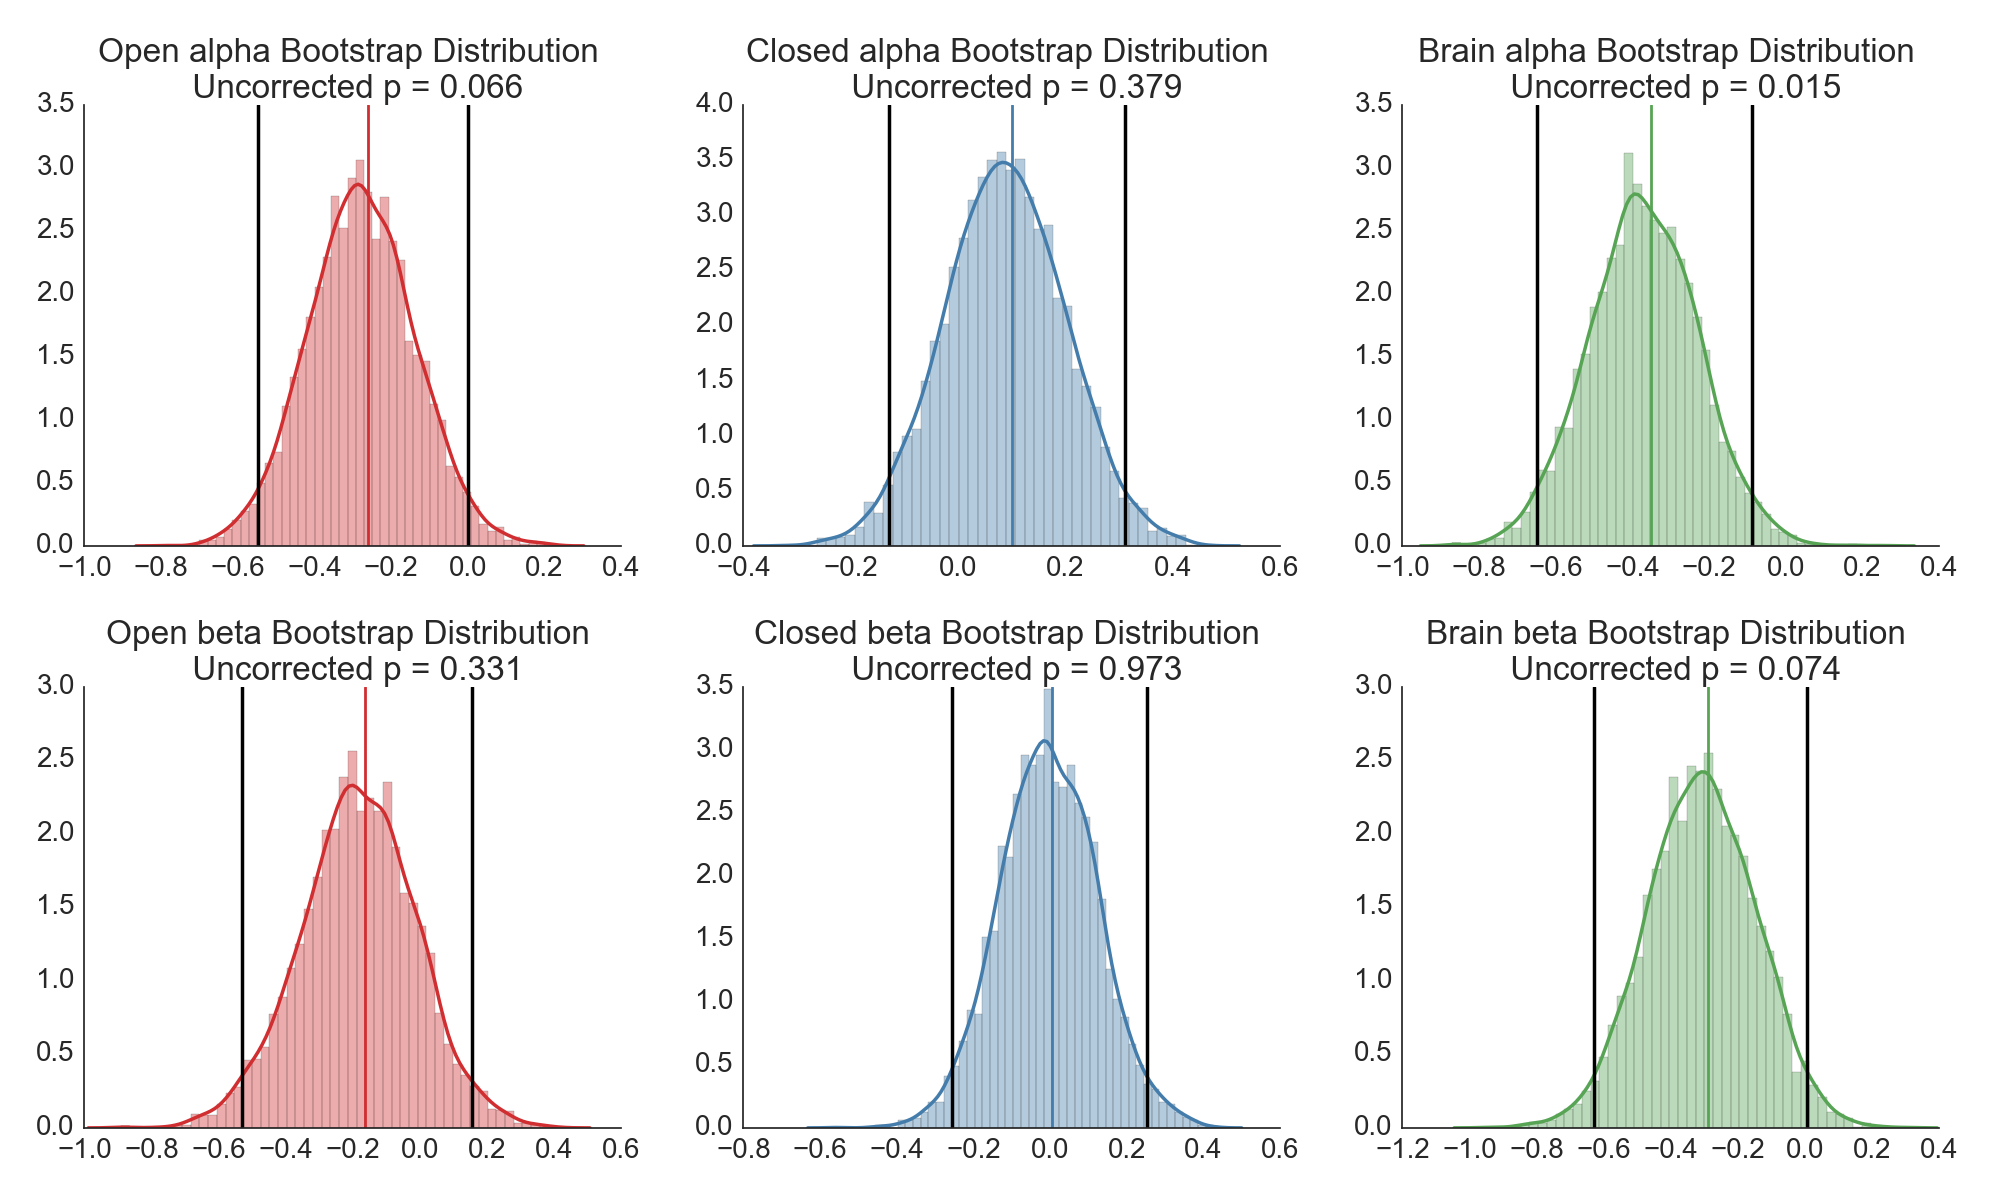 Open alpha Bootstrap Distribution
Uncorrected p = 0.066
3.5
3.0
2.5
2.0
1.5
1.0
0.5
0.0
−1.0 −0.8 −0.6 −0.4 −0.2 0.0 0.2 0.4
Closed alpha Bootstrap Distribution
Uncorrected p = 0.379
4.0
3.5
3.0
2.5
2.0
1.5
1.0
0.5
0.0
−0.4 −0.2 0.0 0.2 0.4 0.6
Brain alpha Bootstrap Distribution
Uncorrected p = 0.015
3.5
3.0
2.5
2.0
1.5
1.0
0.5
0.0
−1.0 −0.8 −0.6 −0.4 −0.2 0.0 0.2 0.4
Open beta Bootstrap Distribution
Uncorrected p = 0.331
3.0
2.5
2.0
1.5
1.0
0.5
0.0
−1.0 −0.8 −0.6 −0.4 −0.2 0.0 0.2 0.4 0.6
Closed beta Bootstrap Distribution
Uncorrected p = 0.973
3.5
3.0
2.5
2.0
1.5
1.0
0.5
0.0
−0.8 −0.6 −0.4 −0.2 0.0 0.2 0.4 0.6
Brain beta Bootstrap Distribution
Uncorrected p = 0.074
3.0
2.5
2.0
1.5
1.0
0.5
0.0
−1.2 −1.0 −0.8 −0.6 −0.4 −0.2 0.0 0.2 0.4